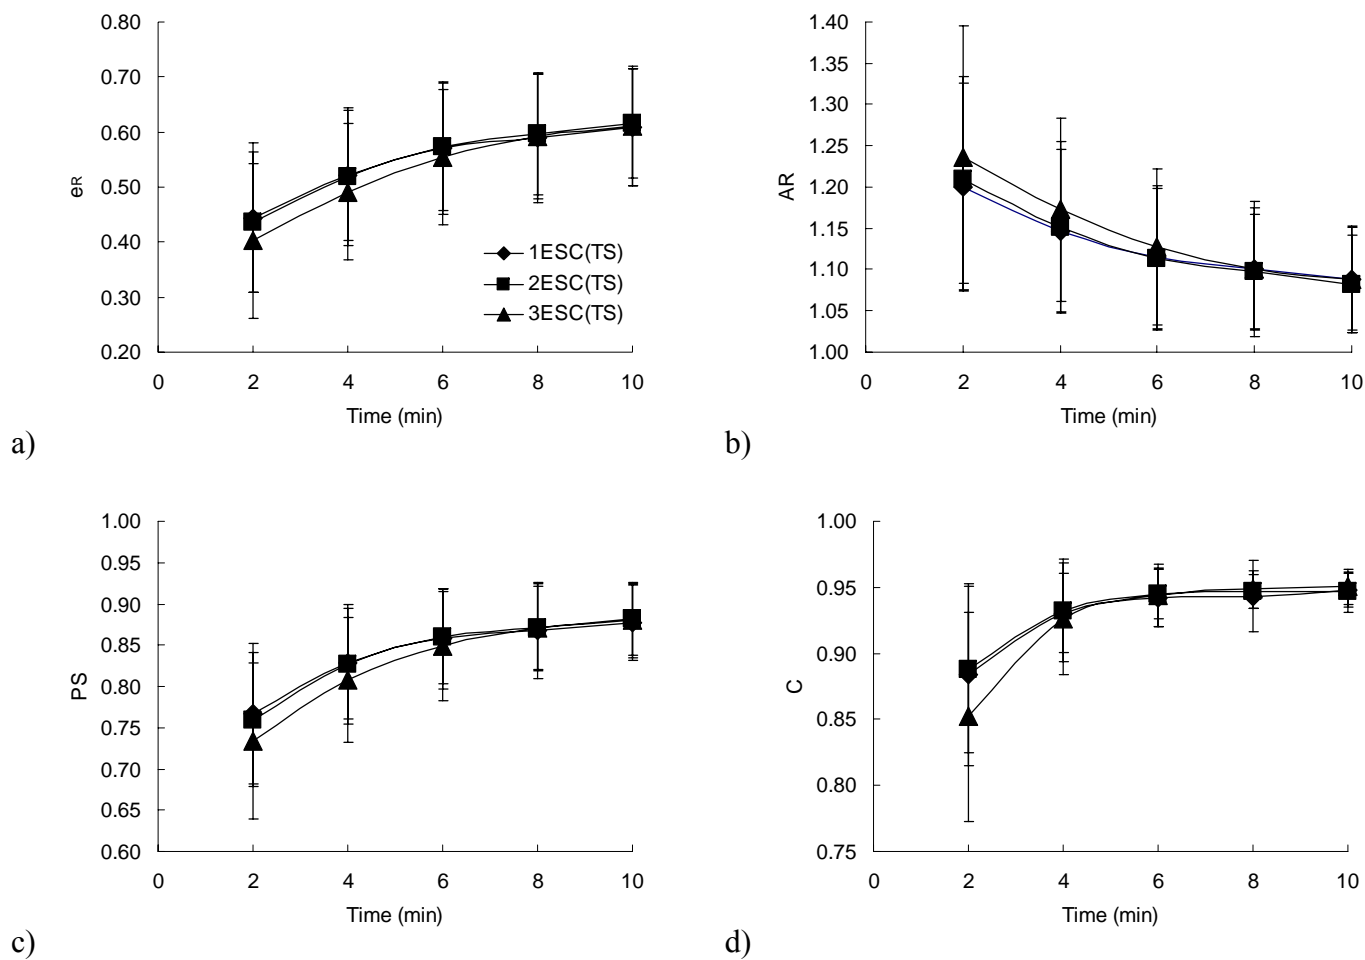 0.80
0.70
0.60
0.50
0.40
0.30
0.20
eR
0 2 4 6 8 10
Time (min)
1ESC(TS)
2ESC(TS)
3ESC(TS)
a)
1.40
1.35
1.30
1.25
1.20
1.15
1.10
1.05
1.00
AR
0 2 4 6 8 10
Time (min)
b)
1.00
0.95
0.90
0.85
0.80
0.75
0.70
0.65
0.60
PS
0 2 4 6 8 10
Time (min)
c)
1.00
0.95
0.90
0.85
0.80
0.75
C
0 2 4 6 8 10
Time (min)
d)